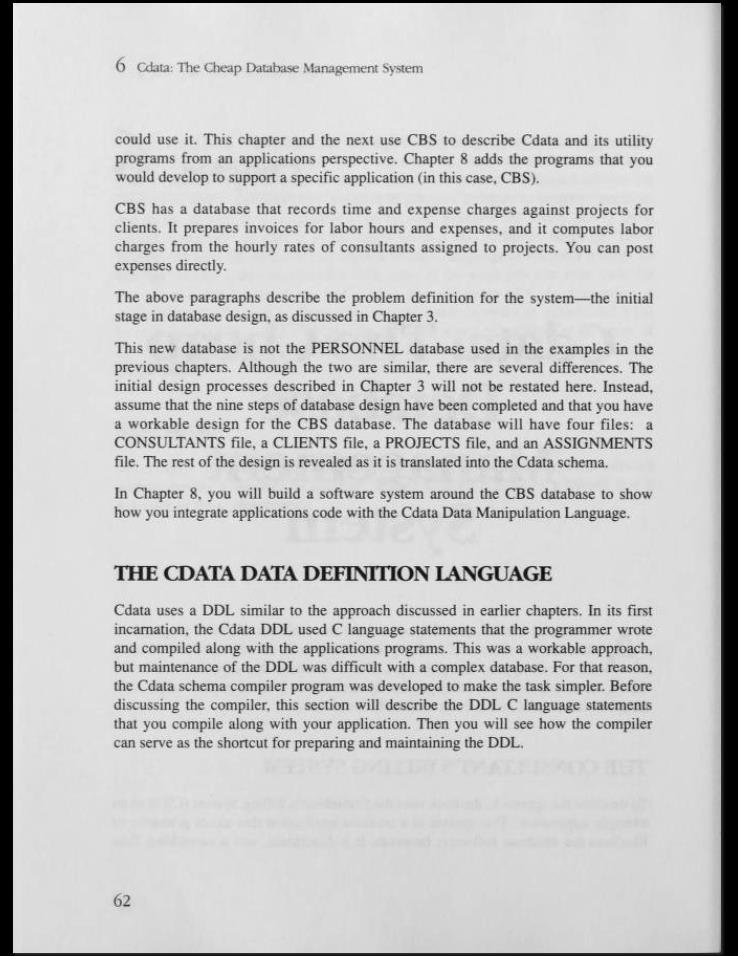 6 Cdata: The Cheap Database Management System
could use it. This chapter and the next use CBS to describe Cdata and its utility
programs from an applications perspective. Chapter 8 adds the programs that you
would develop to support a specific application (in this case, CBS).
CBS has a database that records time and expense charges against projects for
clients. It prepares invoices for labor hours and expenses, and it computes labor
charges from the hourly rates of consultants assigned to projects. You can post
expenses directly.
The above paragraphs describe the problem definition for the system—the initial
stage in database design, as discussed in Chapter 3.
This new database is not the PERSONNEL database used in the examples in the
previous chapters. Although the two are similar, there are several differences. The
initial design processes described in Chapter 3 will not be restated here. Instead,
assume that the nine steps of database design have been completed and that you have
a workable design for the CBS database. The database will have four files: a
CONSULTANTS file, a CLIENTS file, a PROJECTS file, and an ASSIGNMENTS
file. The rest of the design is revealed as it is translated into the Cdata schema.
In Chapter 8, you will build a software system around the CBS database to show
how you integrate applications code with the Cdata Data Manipulation Language.
THE CDATA DATA DEFINITION LANGUAGE
Cdata uses a DDL similar to the approach discussed in earlier chapters. In its first
incarnation, the Cdata DDL used C language statements that the programmer wrote
and compiled along with the applications programs. This was a workable approach,
but maintenance of the DDL was difficult with a complex database. For that reason,
the Cdata schema compiler program was developed to make the task simpler. Before
discussing the compiler, this section will describe the DDL C language statements
that you compile along with your application. Then you will see how the compiler
can serve as the shortcut for preparing and maintaining the DDL.
62